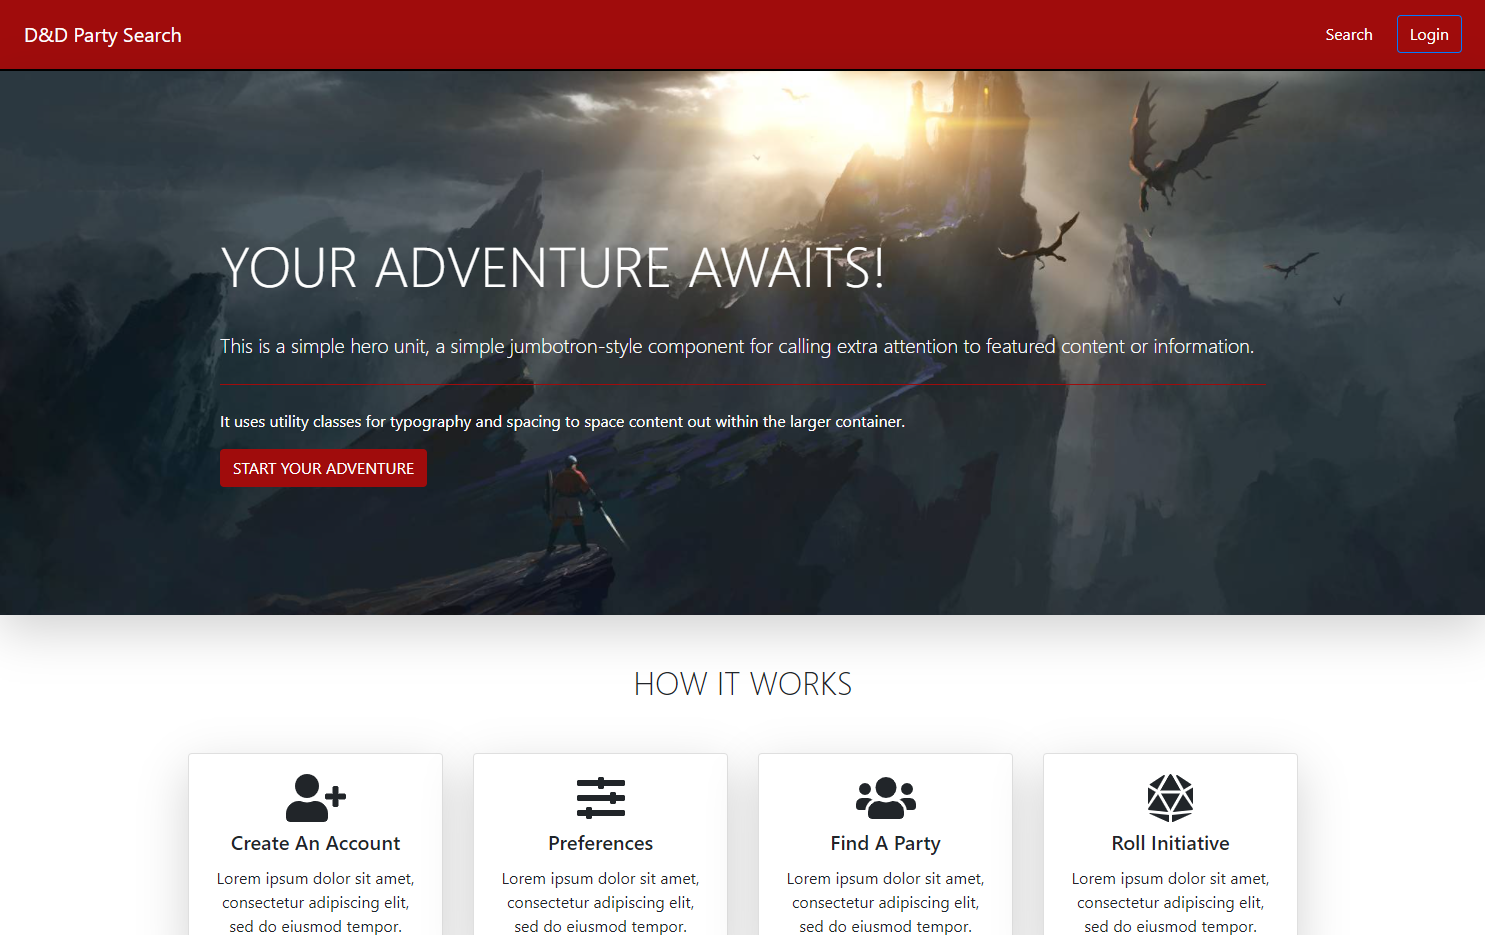 D&D Party Search
Search
Login
YOUR ADVENTURE AWAITS!
This is a simple hero unit, a simple jumbotron-style component for calling extra attention to featured content or information.
It uses utility classes for typography and spacing to space content out within the larger container.
START YOUR ADVENTURE
HOW IT WORKS
Create An Account
Lorem ipsum dolor sit amet,
consectetur adipiscing elit,
sed do eiusmod tempor.
Preferences
Lorem ipsum dolor sit amet,
consectetur adipiscing elit,
sed do eiusmod tempor.
Find A Party
Lorem ipsum dolor sit amet,
consectetur adipiscing elit,
sed do eiusmod tempor.
Roll Initiative
Lorem ipsum dolor sit amet,
consectetur adipiscing elit,
sed do eiusmod tempor.